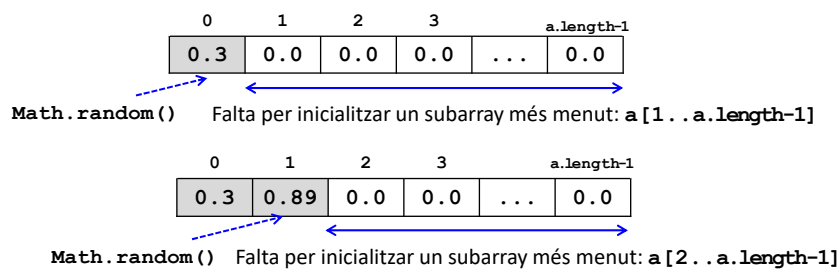 0 1 2 3 a.length-1
0.3 0.0 0.0 0.0 ... 0.0
Math.random() Falta per inicialitzar un subarray més menut: a[1..a.length-1]
0 1 2 3 a.length-1
0.3 0.89 0.0 0.0 ... 0.0
Math.random() Falta per inicialitzar un subarray més menut: a[2..a.length-1]